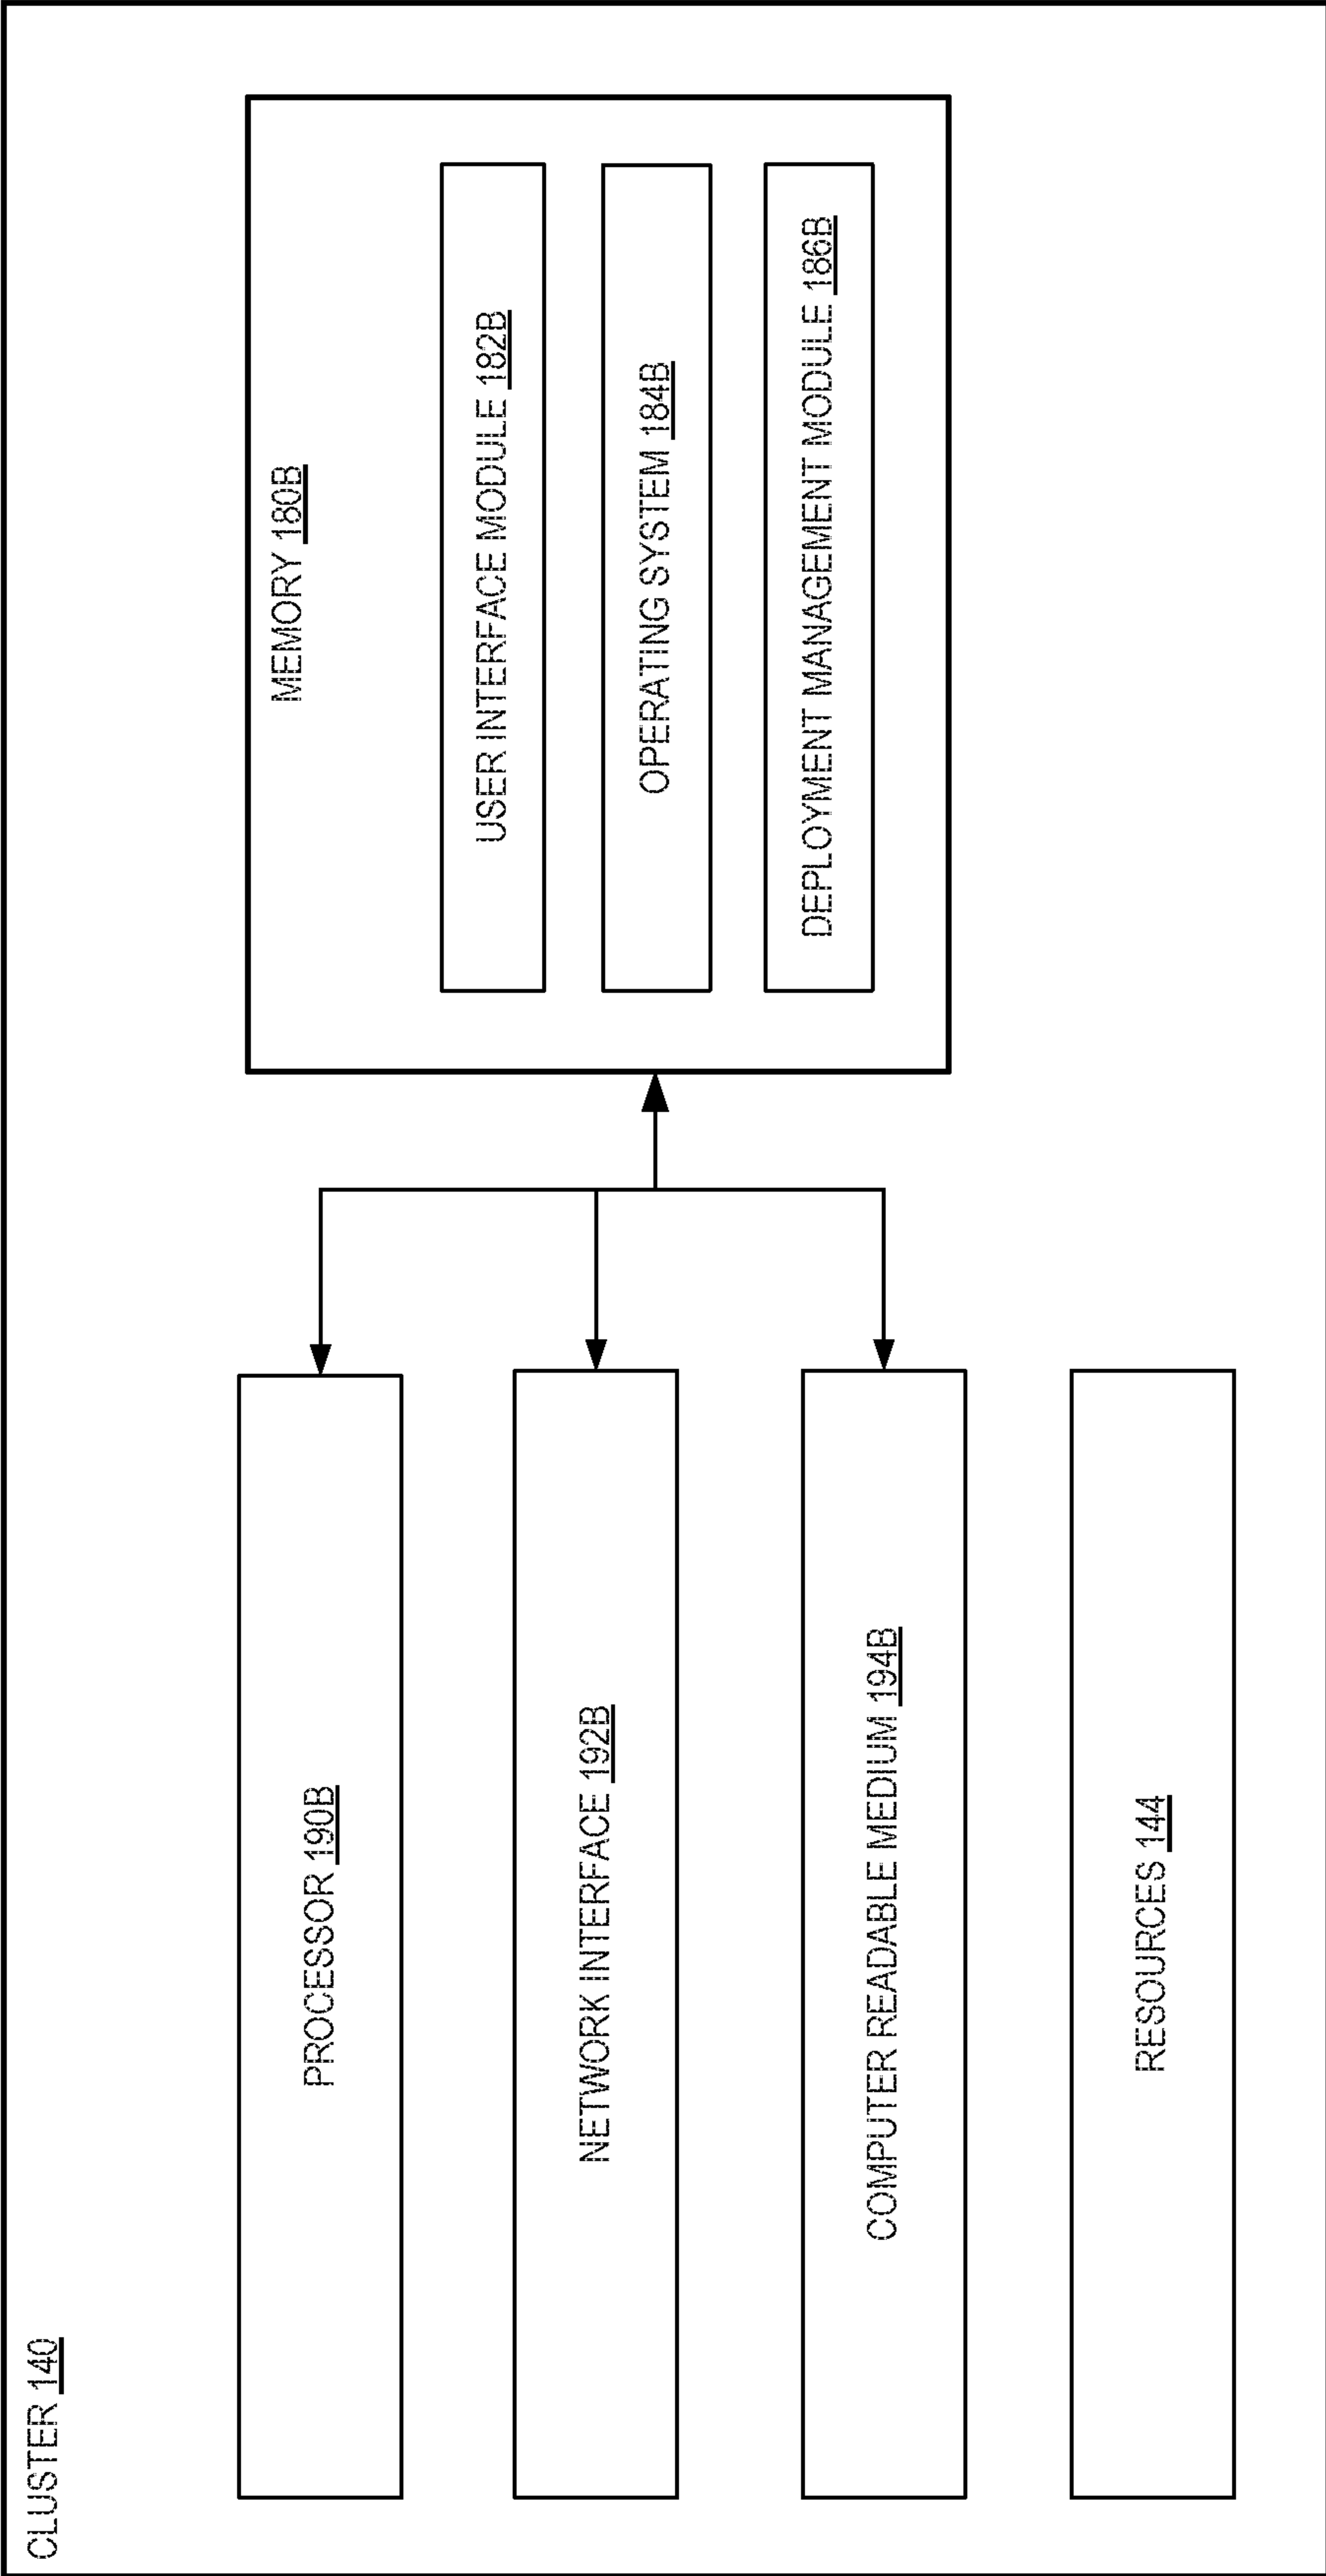 CLUSTER 140
PROCESSOR 190B
NETWORK INTERFACE 192B
COMPUTER READABLE MEDIUM 194B
RESOURCES 144
MEMORY 180B
USER INTERFACE MODULE 182B
OPERATING SYSTEM 184B
DEPLOYMENT MANAGEMENT MODULE 186B